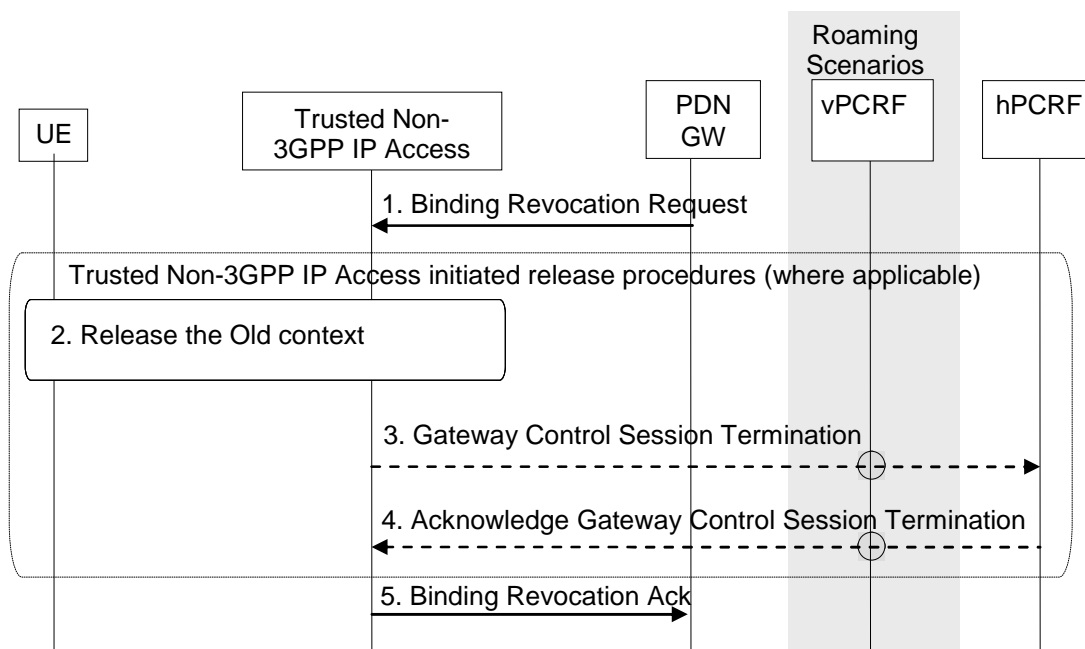 Roaming
Scenarios
UE
Trusted Non-
3GPP IP Access
PDN
GW
vPCRF
hPCRF
1. Binding Revocation Request
Trusted Non-3GPP IP Access initiated release procedures (where applicable)
2. Release the Old context
3. Gateway Control Session Termination
4. Acknowledge Gateway Control Session Termination
5. Binding Revocation Ack